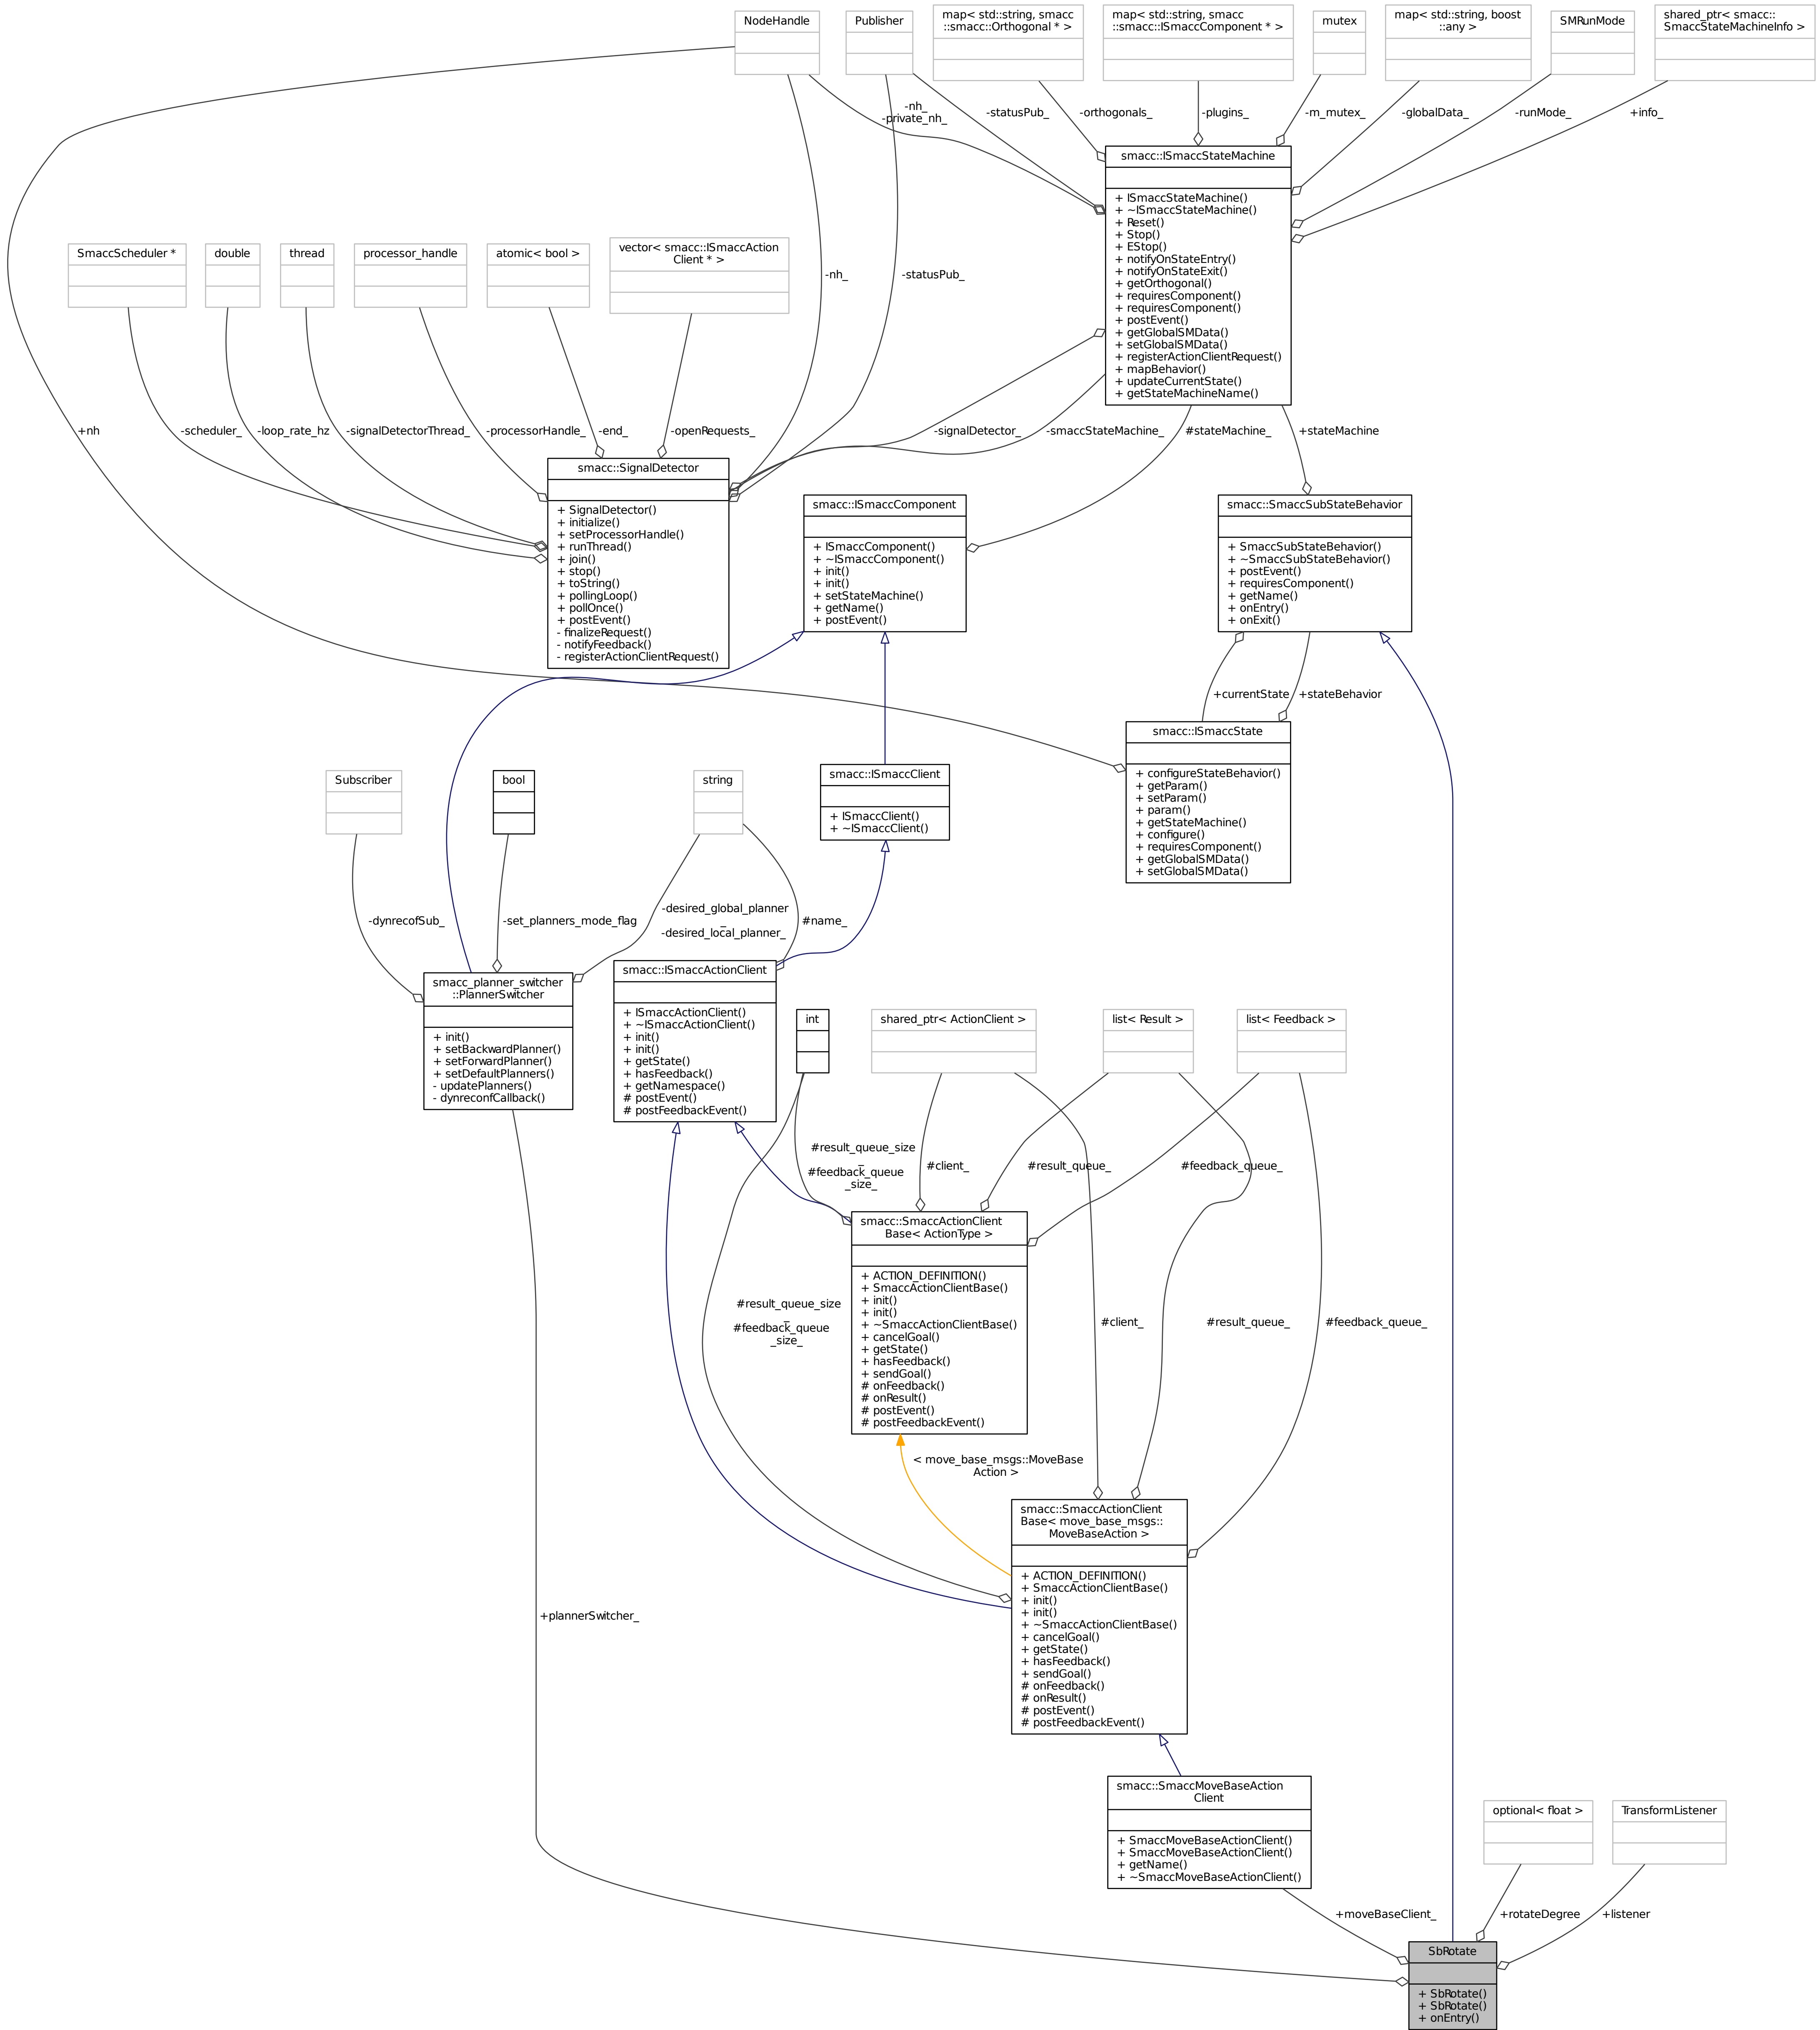 NodeHandle
Publisher
map< std::string, smacc
::smacc::Orthogonal * >
map< std::string, smacc
::smacc::ISmaccComponent * >
mutex
map< std::string, boost
::any >
SMRunMode
shared_ptr< smacc::
SmaccStateMachineInfo >
-nh_
-private_nh_
-statusPub_
-orthogonals_
-plugins_
-m_mutex_
-globalData_
-runMode_
+info_
smacc::ISmaccStateMachine
+ ISmaccStateMachine()
+ ~ISmaccStateMachine()
+ Reset()
+ Stop()
+ EStop()
+ notifyOnStateEntry()
+ notifyOnStateExit()
+ getOrthogonal()
+ requiresComponent()
+ requiresComponent()
+ postEvent()
+ getGlobalSMData()
+ setGlobalSMData()
+ registerActionClientRequest()
+ mapBehavior()
+ updateCurrentState()
+ getStateMachineName()
SmaccScheduler *
double
thread
processor_handle
atomic< bool >
vector< smacc::ISmaccAction
Client * >
-nh_
-statusPub_
+nh
-scheduler_
-loop_rate_hz
-signalDetectorThread_
-processorHandle_
-end_
-openRequests_
-signalDetector_
-smaccStateMachine_
#stateMachine_
+stateMachine
smacc::SignalDetector
+ SignalDetector()
+ initialize()
+ setProcessorHandle()
+ runThread()
+ join()
+ stop()
+ toString()
+ pollingLoop()
+ pollOnce()
+ postEvent()
- finalizeRequest()
- notifyFeedback()
- registerActionClientRequest()
smacc::ISmaccComponent
+ ISmaccComponent()
+ ~ISmaccComponent()
+ init()
+ init()
+ setStateMachine()
+ getName()
+ postEvent()
smacc::SmaccSubStateBehavior
+ SmaccSubStateBehavior()
+ ~SmaccSubStateBehavior()
+ postEvent()
+ requiresComponent()
+ getName()
+ onEntry()
+ onExit()
+currentState
+stateBehavior
smacc::ISmaccState
+ configureStateBehavior()
+ getParam()
+ setParam()
+ param()
+ getStateMachine()
+ configure()
+ requiresComponent()
+ getGlobalSMData()
+ setGlobalSMData()
Subscriber
bool
string
smacc::ISmaccClient
+ ISmaccClient()
+ ~ISmaccClient()
-dynrecofSub_
-set_planners_mode_flag
-desired_global_planner
_
-desired_local_planner_
#name_
smacc_planner_switcher
::PlannerSwitcher
+ init()
+ setBackwardPlanner()
+ setForwardPlanner()
+ setDefaultPlanners()
- updatePlanners()
- dynreconfCallback()
smacc::ISmaccActionClient
+ ISmaccActionClient()
+ ~ISmaccActionClient()
+ init()
+ init()
+ getState()
+ hasFeedback()
+ getNamespace()
# postEvent()
# postFeedbackEvent()
int
shared_ptr< ActionClient >
list< Result >
list< Feedback >
#result_queue_size
_
#feedback_queue
_size_
#client_
#result_queue_
#feedback_queue_
smacc::SmaccActionClient
Base< ActionType >
+ ACTION_DEFINITION()
+ SmaccActionClientBase()
+ init()
+ init()
+ ~SmaccActionClientBase()
+ cancelGoal()
+ getState()
+ hasFeedback()
+ sendGoal()
# onFeedback()
# onResult()
# postEvent()
# postFeedbackEvent()
#result_queue_size
_
#feedback_queue
_size_
#client_
#result_queue_
#feedback_queue_
< move_base_msgs::MoveBase
Action >
smacc::SmaccActionClient
Base< move_base_msgs::
MoveBaseAction >
+ ACTION_DEFINITION()
+ SmaccActionClientBase()
+ init()
+ init()
+ ~SmaccActionClientBase()
+ cancelGoal()
+ getState()
+ hasFeedback()
+ sendGoal()
# onFeedback()
# onResult()
# postEvent()
# postFeedbackEvent()
+plannerSwitcher_
smacc::SmaccMoveBaseAction
Client
+ SmaccMoveBaseActionClient()
+ SmaccMoveBaseActionClient()
+ getName()
+ ~SmaccMoveBaseActionClient()
optional< float >
TransformListener
+moveBaseClient_
+rotateDegree
+listener
SbRotate
+ SbRotate()
+ SbRotate()
+ onEntry()